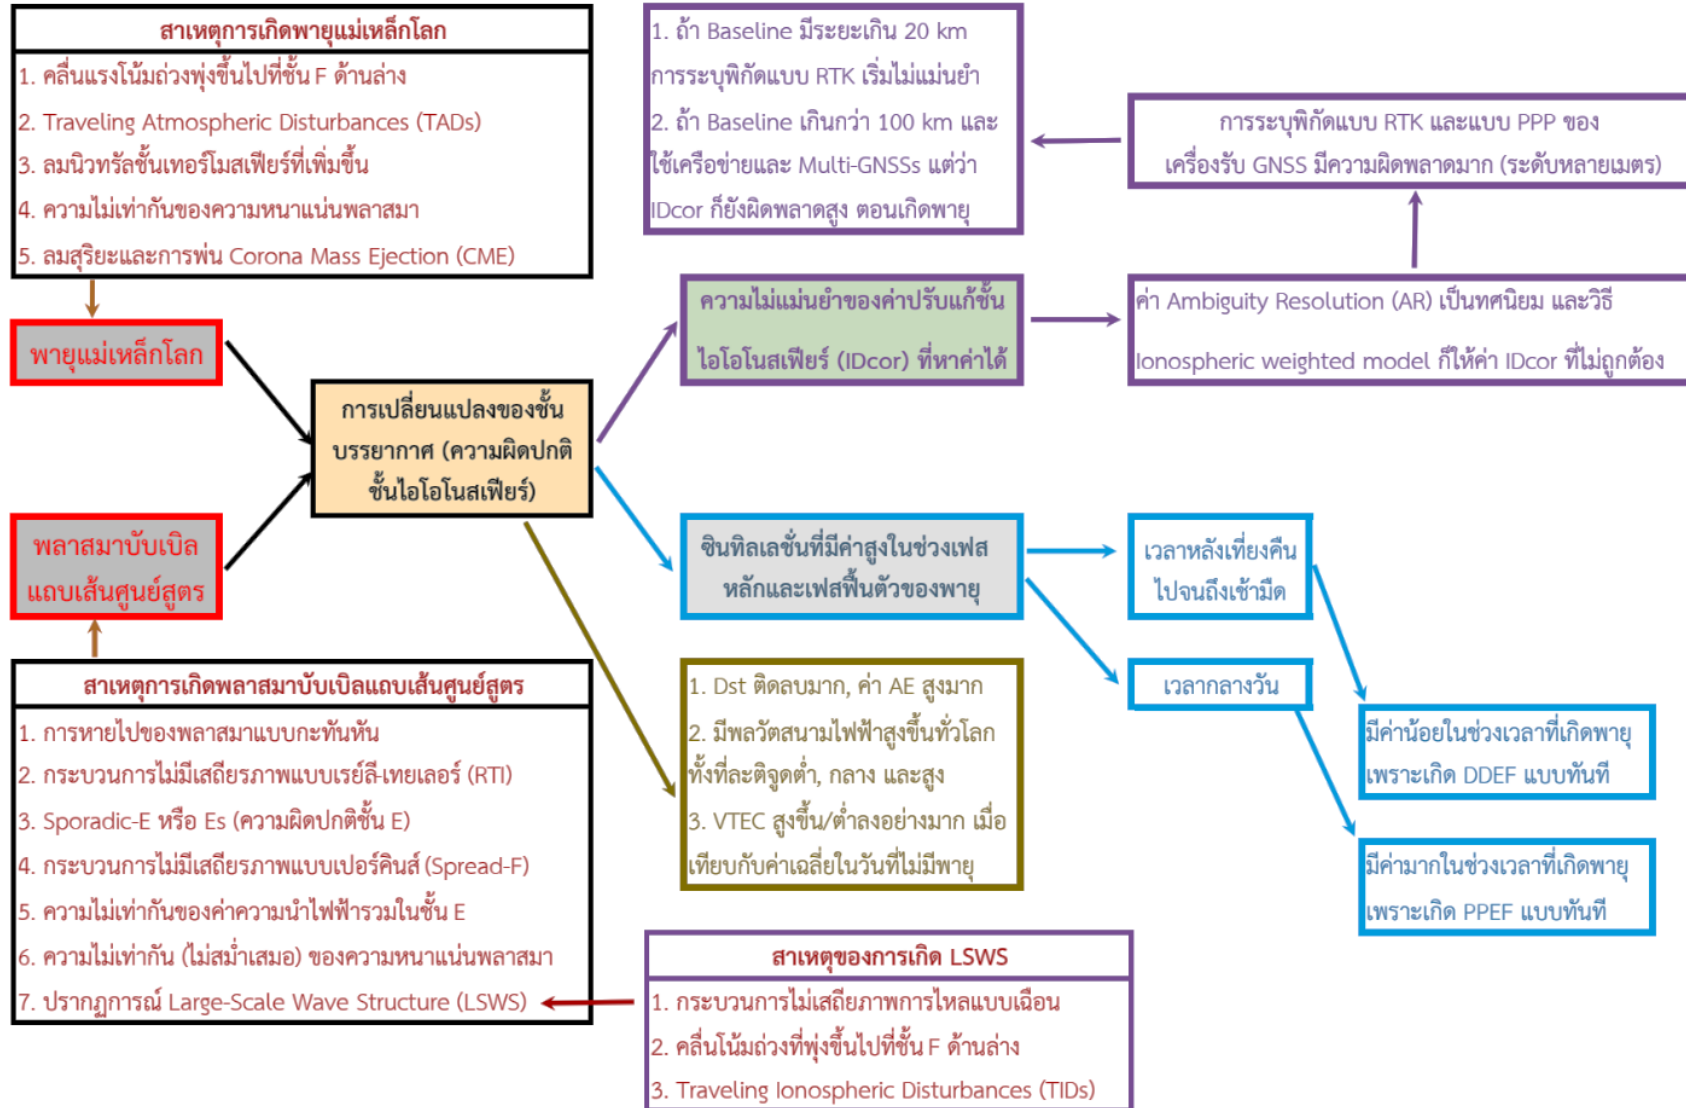 สาเหตุการเกิดพายุแม่เหล็กโลก
1. คลื่นแรงโน้มถ่วงพุ่งขึ้นไปที่ชั้น F ด้านล่าง
2. Traveling Atmospheric Disturbances (TADs)
3. ลมนิวทรัลชั้นเทอร์โมสเฟียร์ที่เพิ่มขึ้น
4. ความไม่เท่ากันของความหนาแน่นพลาสมา
5. ลมสุริยะและการพ่น Corona Mass Ejection (CME)
พายุแม่เหล็กโลก
พลาสมาบับเบิล
แถบเส้นศูนย์สูตร
สาเหตุการเกิดพลาสมาบับเบิลแถบเส้นศูนย์สูตร
1. การหายไปของพลาสมาแบบกะทันหัน
2. กระบวนการไม่มีเสถียรภาพแบบเรย์ลี-เทยเลอร์ (RTI)
3. Sporadic-E หรือ Es (ความผิดปกติชั้น E)
4. กระบวนการไม่มีเสถียรภาพแบบเปอร์คินส์ (Spread-F)
5. ความไม่เท่ากันของค่าความนำไฟฟ้ารวมในชั้น E
6. ความไม่เท่ากัน (ไม่สม่ำเสมอ) ของความหนาแน่นพลาสมา
7. ปรากฏการณ์ Large-Scale Wave Structure (LSWS)
การเปลี่ยนแปลงของชั้น
บรรยากาศ (ความผิดปกติ
ชั้นไอโอโนสเฟียร์)
1. ถ้า Baseline มีระยะเกิน 20 km
การระบุพิกัดแบบ RTK เริ่มไม่แม่นยำ
2. ถ้า Baseline เกินกว่า 100 km และ
ใช้เครือข่ายและ Multi-GNSSs แต่ว่า
IDcor ก็ยังผิดพลาดสูง ตอนเกิดพายุ
การระบุพิกัดแบบ RTK และแบบ PPP ของ
เครื่องรับ GNSS มีความผิดพลาดมาก (ระดับหลายเมตร)
ความไม่แม่นยำของค่าปรับแก้ชั้น
ไอโอโนสเฟียร์ (IDcor) ที่หาค่าได้
ค่า Ambiguity Resolution (AR) เป็นทศนิยม และวิธี
Ionospheric weighted model ก็ให้ค่า IDcor ที่ไม่ถูกต้อง
ซินทิลเลชั่นที่มีค่าสูงในช่วงเฟส
หลักและเฟสฟื้นตัวของพายุ
เวลาหลังเที่ยงคืน
ไปจนถึงเช้ามืด
เวลากลางวัน
มีค่าน้อยในช่วงเวลาที่เกิดพายุ
เพราะเกิด DDEF แบบทันที
มีค่ามากในช่วงเวลาที่เกิดพายุ
เพราะเกิด PPEF แบบทันที
1. Dst ติดลบมาก, ค่า AE สูงมาก
2. มีพลวัตสนามไฟฟ้าสูงขึ้นทั่วโลก
ทั้งที่ละติจูดต่ำ, กลาง และสูง
3. VTEC สูงขึ้น/ต่ำลงอย่างมาก เมื่อ
เทียบกับค่าเฉลี่ยในวันที่ไม่มีพายุ
สาเหตุของการเกิด LSWS
1. กระบวนการไม่เสถียภาพการไหลแบบเฉือน
2. คลื่นโน้มถ่วงที่พุ่งขึ้นไปที่ชั้น F ด้านล่าง
3. Traveling Ionospheric Disturbances (TIDs)